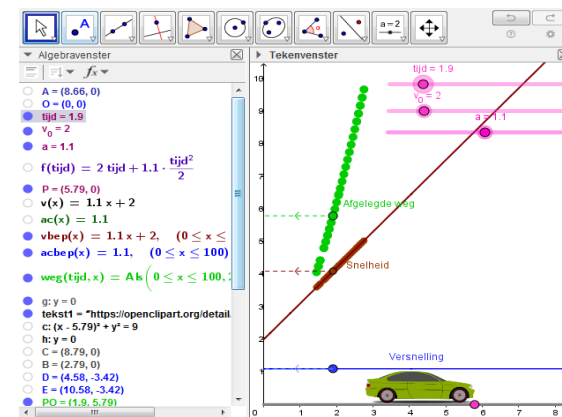 a = 2
Algebravenster
Tekenvenster
fx
A = (8.66, 0)
O = (0, 0)
tijd = 1.9
v₀ = 2
a = 1.1
f(tijd) = 2 tijd + 1.1 · tijd²/2
P = (5.79, 0)
v(x) = 1.1 x + 2
ac(x) = 1.1
vbep(x) = 1.1 x + 2, (0 ≤ x ≤
acbep(x) = 1.1, (0 ≤ x ≤ 100)
weg(tijd, x) = Als(0 ≤ x ≤ 100, 2
g: y = 0
tekst1 = "https://openclipart.org/detail
c: (x - 5.79)² + y² = 9
h: y = 0
C = (8.79, 0)
B = (2.79, 0)
D = (4.58, -3.42)
E = (10.58, -3.42)
PO = (1.9, 5.79)
tijd = 1.9
v₀ = 2
a = 1.1
Afgelegde weg
Snelheid
Versnelling
10
9
8
7
6
5
4
3
2
1
0 1 2 3 4 5 6 7 8